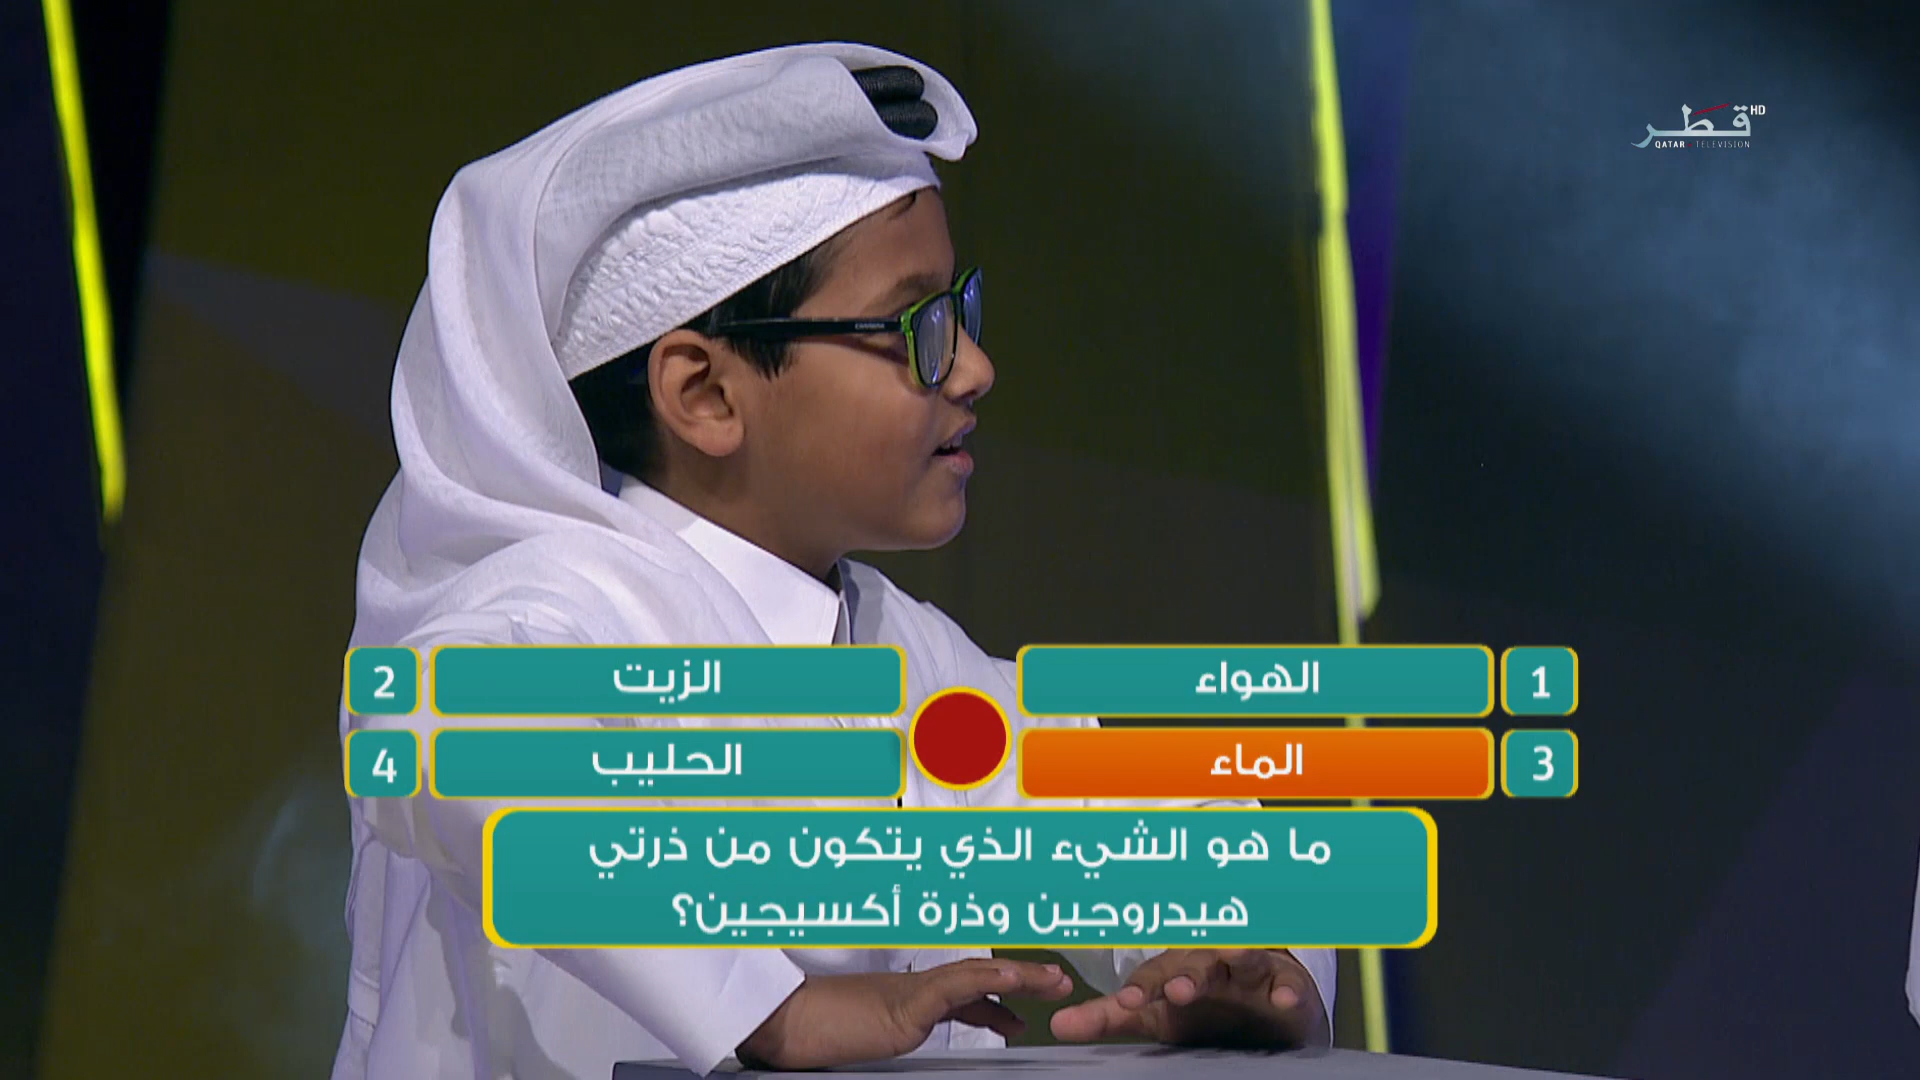 قطر HD
QATAR TELEVISION
1 الهواء
2 الزيت
3 الماء
4 الحليب
ما هو الشيء الذي يتكون من ذرتي
هيدروجين وذرة أكسيجين؟
CARRERA